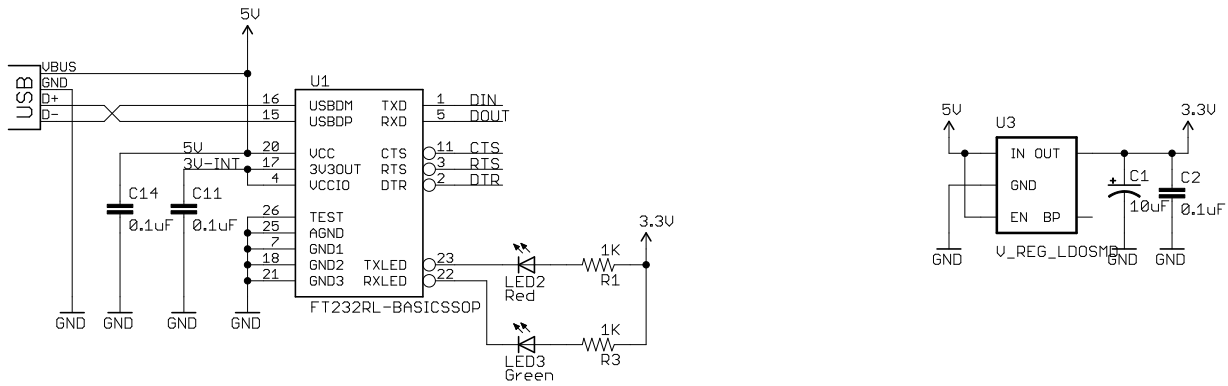 5V
VBUS
GND
D+
D-
USB
U1
16 USBDM TXD 1 DIN
15 USBDP RXD 5 DOUT
5V 20 VCC CTS 11 CTS
3V-INT 17 3V3OUT RTS 3 RTS
4 VCCIO DTR 2 DTR
C14
0.1uF
C11
0.1uF
26 TEST
25 AGND
7 GND1
18 GND2 TXLED 23
21 GND3 RXLED 22
FT232RL-BASICSSOP
GND
GND
GND
GND
LED2
Red
1K
R1
3.3V
LED3
Green
1K
R3
5V
U3
3.3V
IN OUT
GND
EN BP
V_REG_LDOSMD
C1
10uF
C2
0.1uF
GND
GND
GND